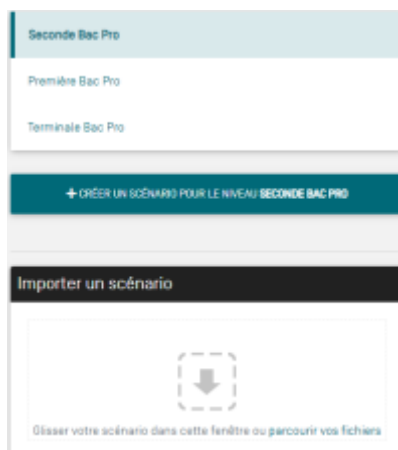 Seconde Bac Pro
Première Bac Pro
Terminale Bac Pro
+ CRÉER UN SCÉNARIO POUR LE NIVEAU SECONDE BAC PRO
Importer un scénario
Glisser votre scénario dans cette fenêtre ou parcourir vos fichiers